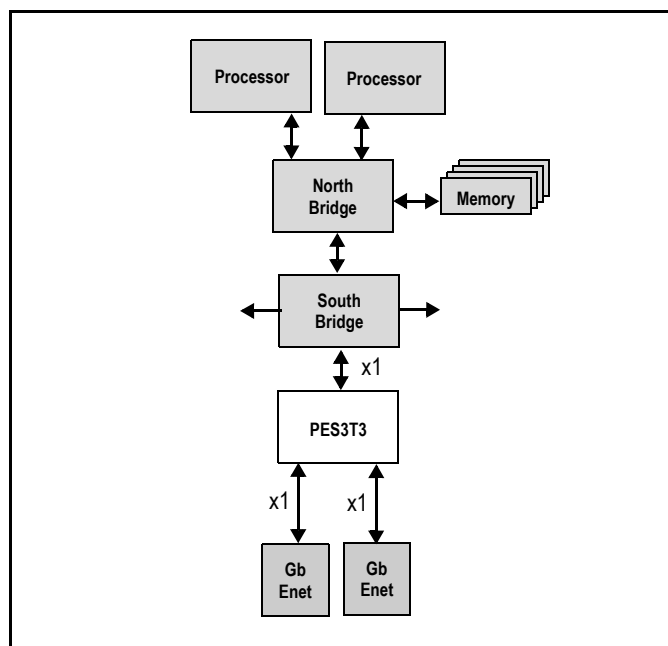 Processor
Processor
North
Bridge
Memory
South
Bridge
x1
PES3T3
x1
x1
Gb
Enet
Gb
Enet